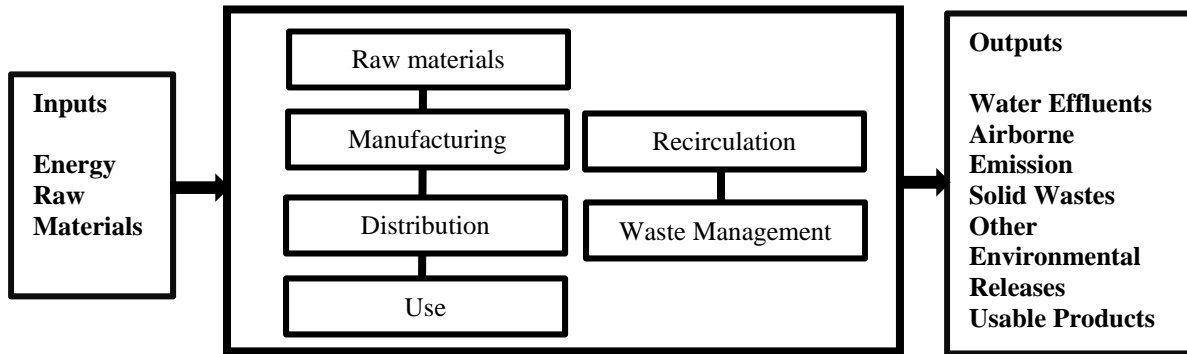 Inputs
Energy
Raw
Materials
Raw materials
Manufacturing
Distribution
Use
Recirculation
Waste Management
Outputs
Water Effluents
Airborne
Emission
Solid Wastes
Other
Environmental
Releases
Usable Products